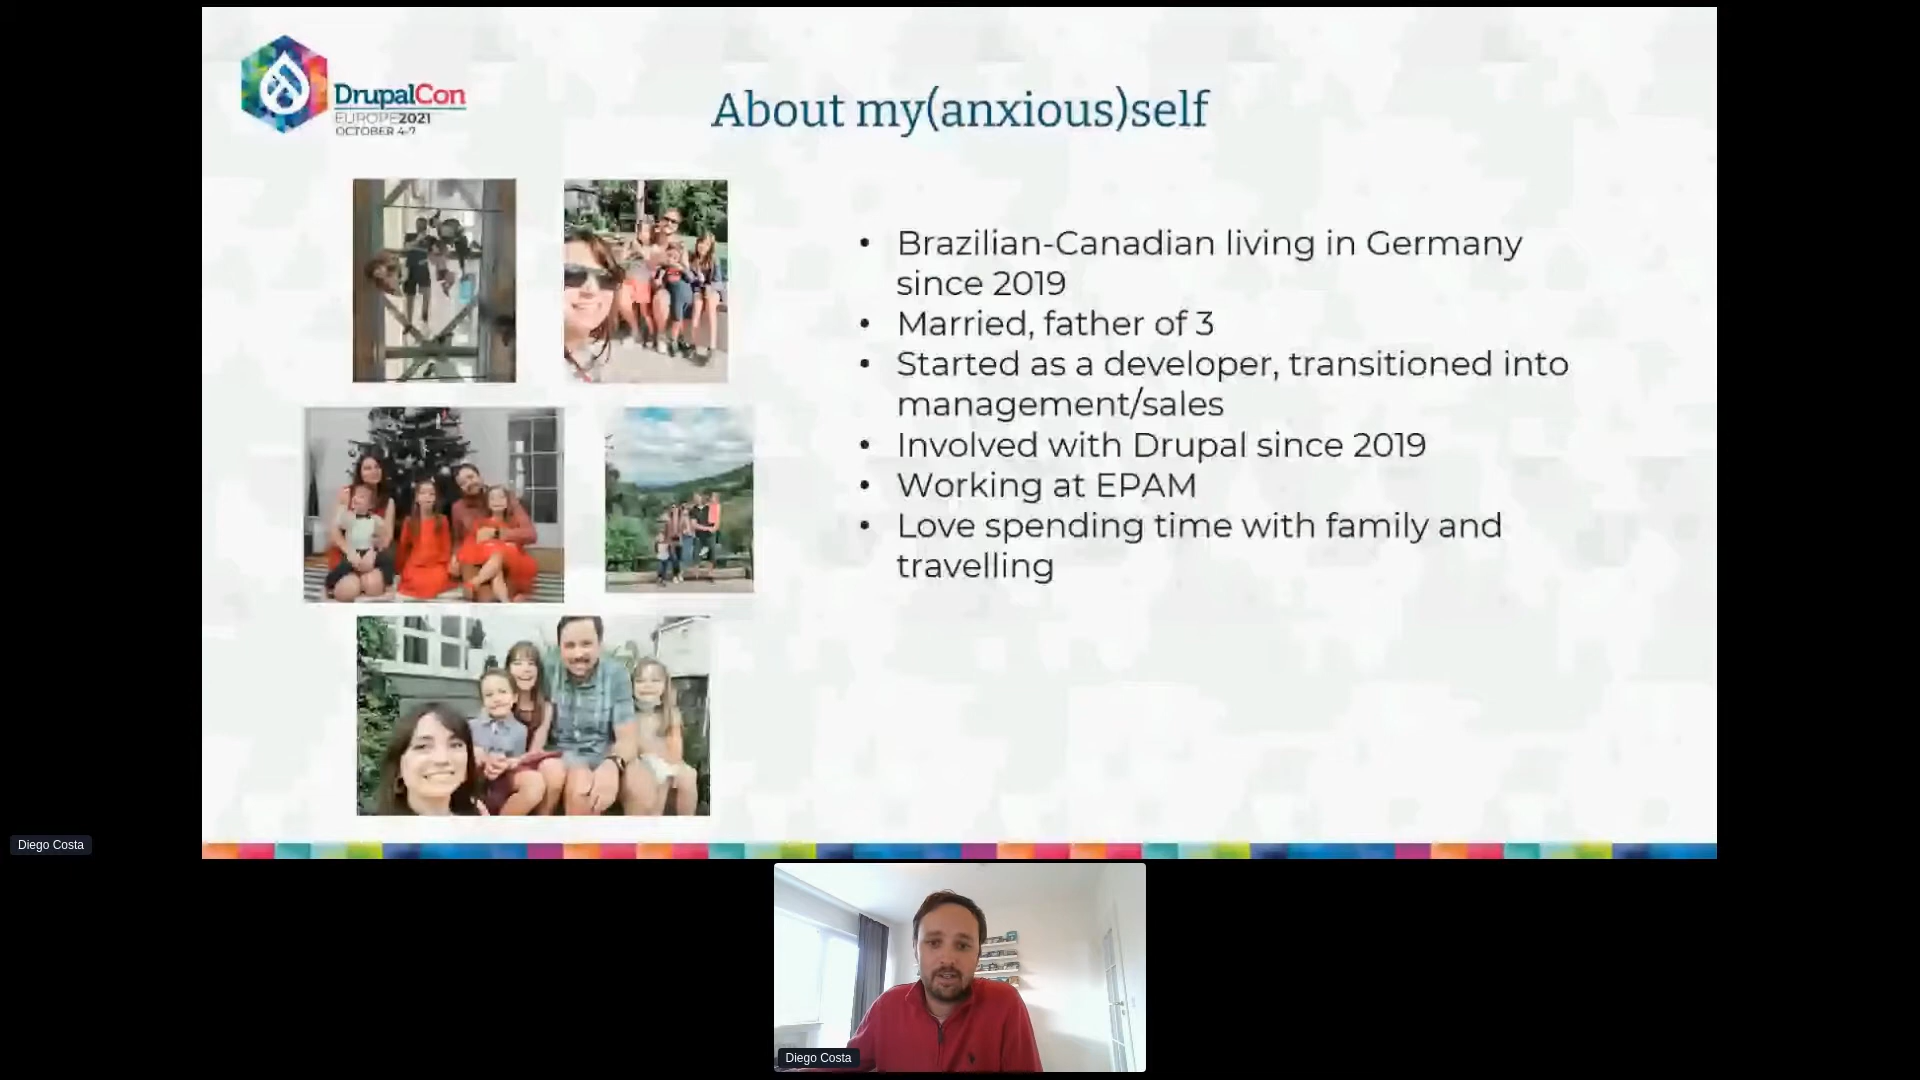 DrupalCon
EUROPE2021
OCTOBER 4-7
About my(anxious)self
• Brazilian-Canadian living in Germany
since 2019
• Married, father of 3
• Started as a developer, transitioned into
management/sales
• Involved with Drupal since 2019
• Working at EPAM
• Love spending time with family and
travelling
Diego Costa
Diego Costa